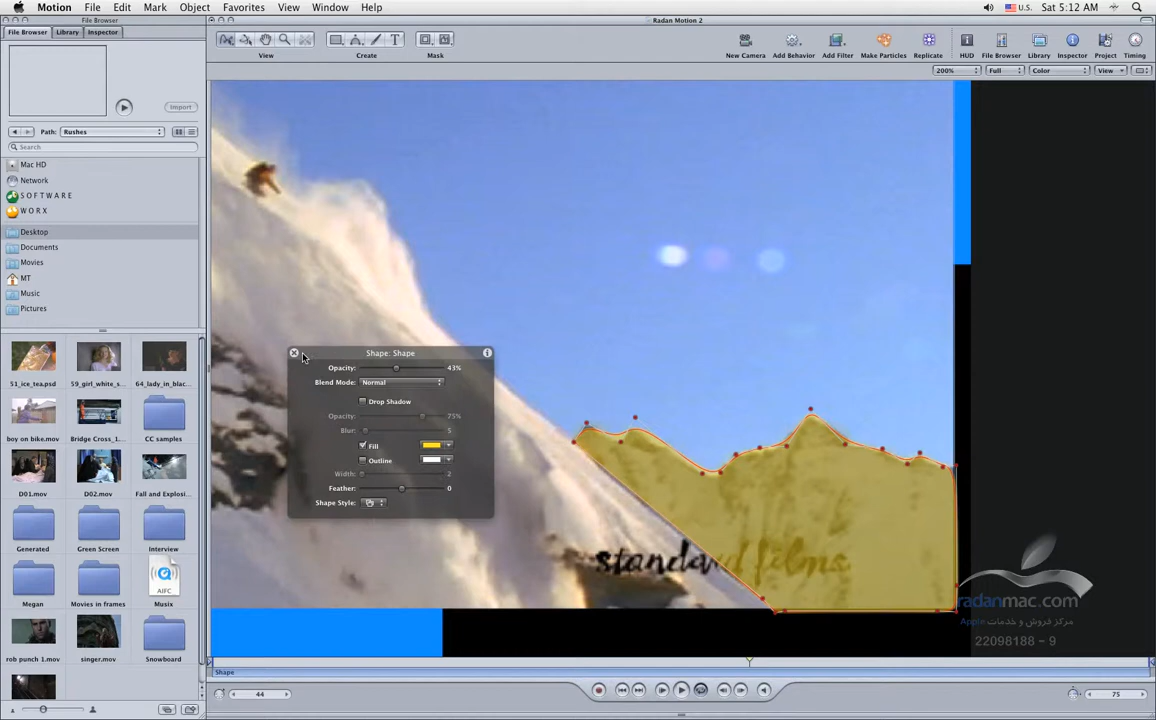 Motion File Edit Mark Object Favorites View Window Help
U.S. Sat 5:12 AM
File Browser
Radan Motion 2
File Browser Library Inspector
View Create Mask
New Camera Add Behavior Add Filter Make Particles Replicate HUD File Browser Library Inspector Project Timing
200% Full Color View
Import
Path: Rushes
Search
Mac HD
Network
SOFTWARE
WORX
Desktop
Documents
Movies
MT
Music
Pictures
51_ice_tea.psd 59_girl_white_s... 64_lady_in_blac...
boy on bike.mov Bridge Cross_1... CC samples
D01.mov D02.mov Fall and Explosi...
Generated Green Screen Interview
AIFC
Megan Movies in frames Musix
rob punch 1.mov singer.mov Snowboard
Shape: Shape
Opacity: 43%
Blend Mode: Normal
Drop Shadow
Opacity: 75%
Blur: 5
Fill
Outline
Width: 2
Feather: 0
Shape Style:
standard films
radanmac.com
مرکز فروش و خدمات Apple
22098188 - 9
Shape
44
75